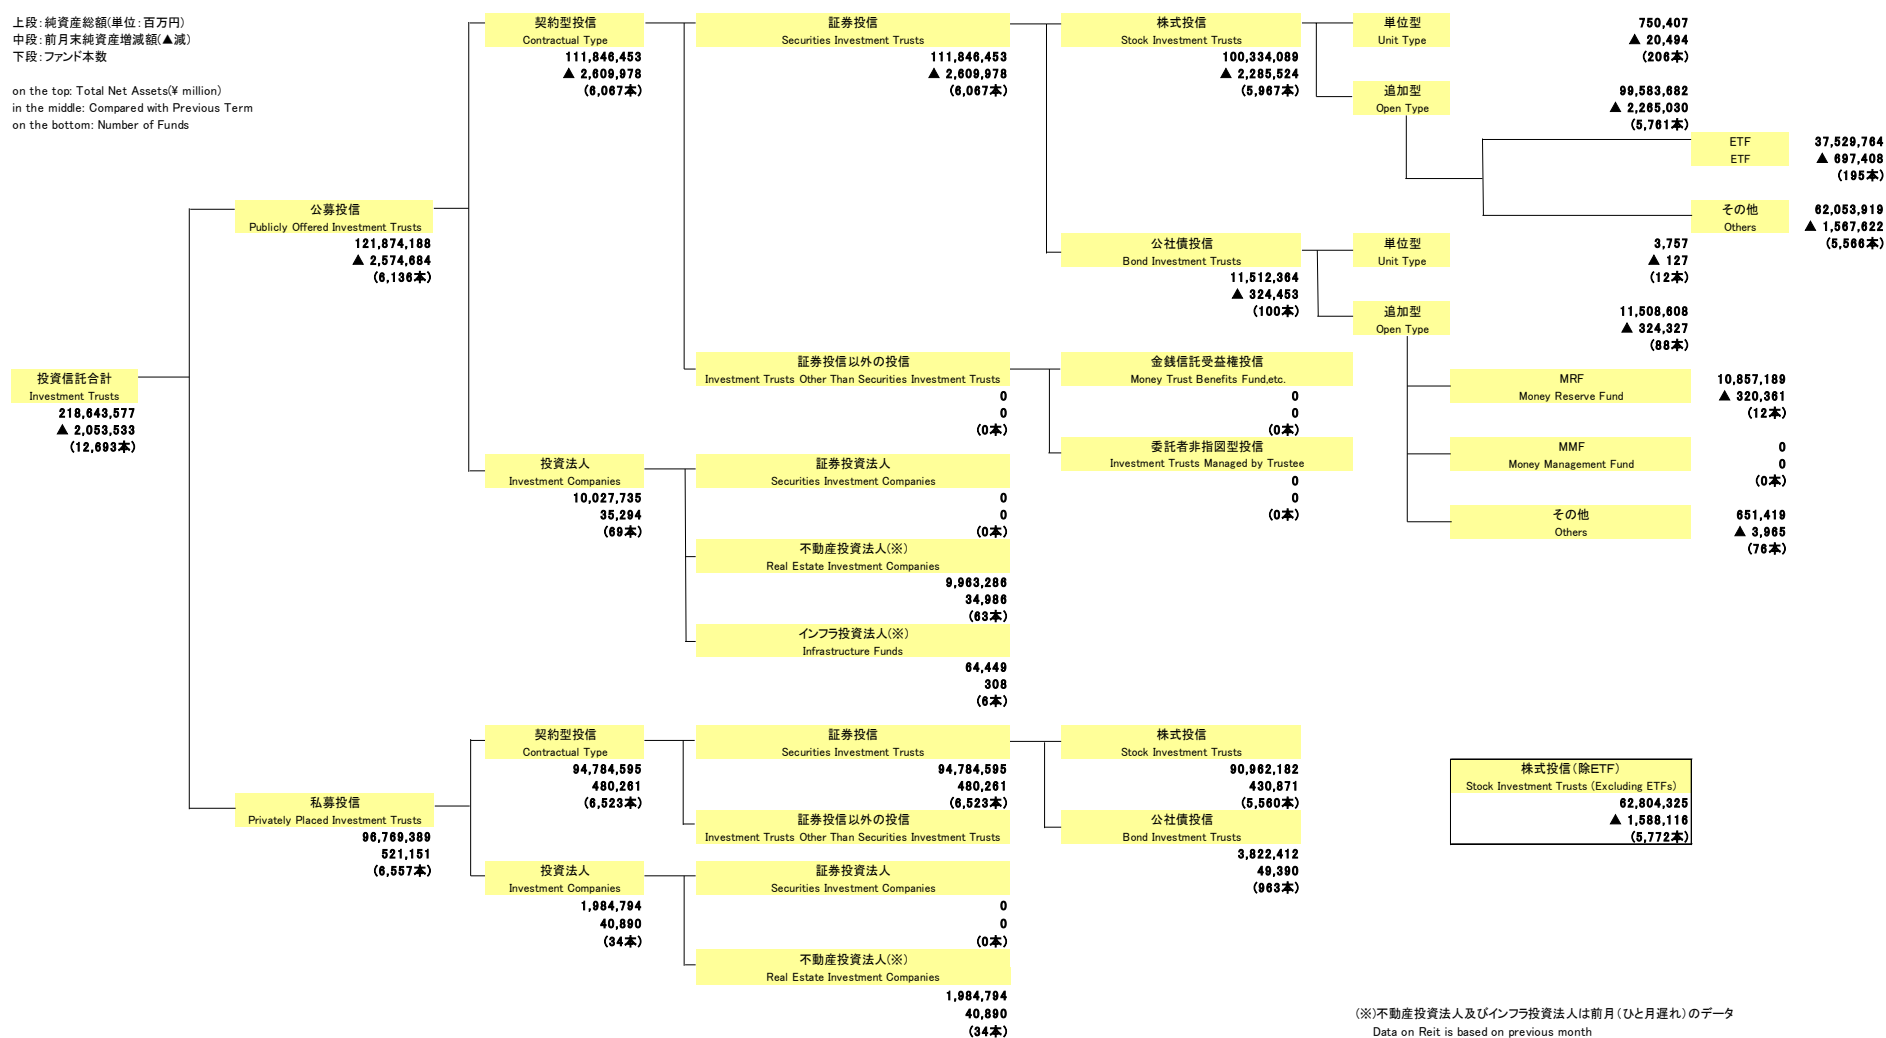 上段:純資産総額(単位:百万円)
中段:前月末純資産増減額(▲減)
下段:ファンド本数
on the top: Total Net Assets(¥ million)
in the middle: Compared with Previous Term
on the bottom: Number of Funds
投資信託合計
Investment Trusts
218,643,577
▲ 2,053,533
(12,693本)
公募投信
Publicly Offered Investment Trusts
121,874,188
▲ 2,574,684
(6,136本)
契約型投信
Contractual Type
111,846,453
▲ 2,609,978
(6,067本)
証券投信
Securities Investment Trusts
111,846,453
▲ 2,609,978
(6,067本)
株式投信
Stock Investment Trusts
100,334,089
▲ 2,285,524
(5,967本)
単位型
Unit Type
750,407
▲ 20,494
(206本)
追加型
Open Type
99,583,682
▲ 2,265,030
(5,761本)
ETF
ETF
37,529,764
▲ 697,408
(195本)
その他
Others
62,053,919
▲ 1,567,622
(5,566本)
公社債投信
Bond Investment Trusts
11,512,364
▲ 324,453
(100本)
単位型
Unit Type
3,757
▲ 127
(12本)
追加型
Open Type
11,508,608
▲ 324,327
(88本)
MRF
Money Reserve Fund
10,857,189
▲ 320,361
(12本)
MMF
Money Management Fund
0
0
(0本)
その他
Others
651,419
▲ 3,965
(76本)
証券投信以外の投信
Investment Trusts Other Than Securities Investment Trusts
0
0
(0本)
金銭信託受益権投信
Money Trust Benefits Fund,etc.
0
0
(0本)
委託者非指図型投信
Investment Trusts Managed by Trustee
0
0
(0本)
投資法人
Investment Companies
10,027,735
35,294
(69本)
証券投資法人
Securities Investment Companies
0
0
(0本)
不動産投資法人(※)
Real Estate Investment Companies
9,963,286
34,986
(63本)
インフラ投資法人(※)
Infrastructure Funds
64,449
308
(6本)
私募投信
Privately Placed Investment Trusts
96,769,389
521,151
(6,557本)
契約型投信
Contractual Type
94,784,595
480,261
(6,523本)
証券投信
Securities Investment Trusts
94,784,595
480,261
(6,523本)
株式投信
Stock Investment Trusts
90,962,182
430,871
(5,560本)
証券投信以外の投信
Investment Trusts Other Than Securities Investment Trusts
公社債投信
Bond Investment Trusts
3,822,412
49,390
(963本)
投資法人
Investment Companies
1,984,794
40,890
(34本)
証券投資法人
Securities Investment Companies
0
0
(0本)
不動産投資法人(※)
Real Estate Investment Companies
1,984,794
40,890
(34本)
株式投信(除ETF)
Stock Investment Trusts (Excluding ETFs)
62,804,325
▲ 1,588,116
(5,772本)
(※)不動産投資法人及びインフラ投資法人は前月(ひと月遅れ)のデータ
Data on Reit is based on previous month